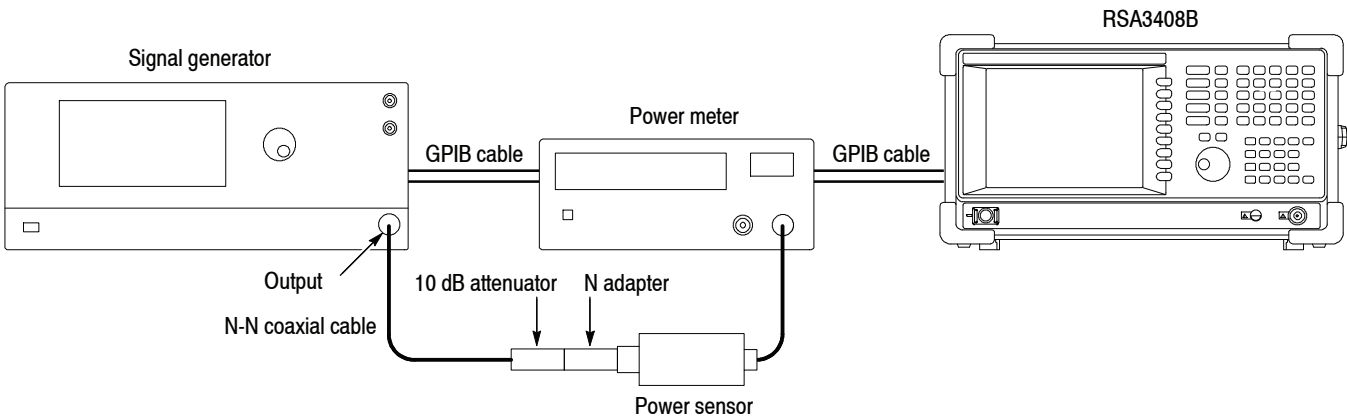 RSA3408B
Signal generator
Power meter
GPIB cable
GPIB cable
Output
10 dB attenuator
N adapter
N-N coaxial cable
Power sensor